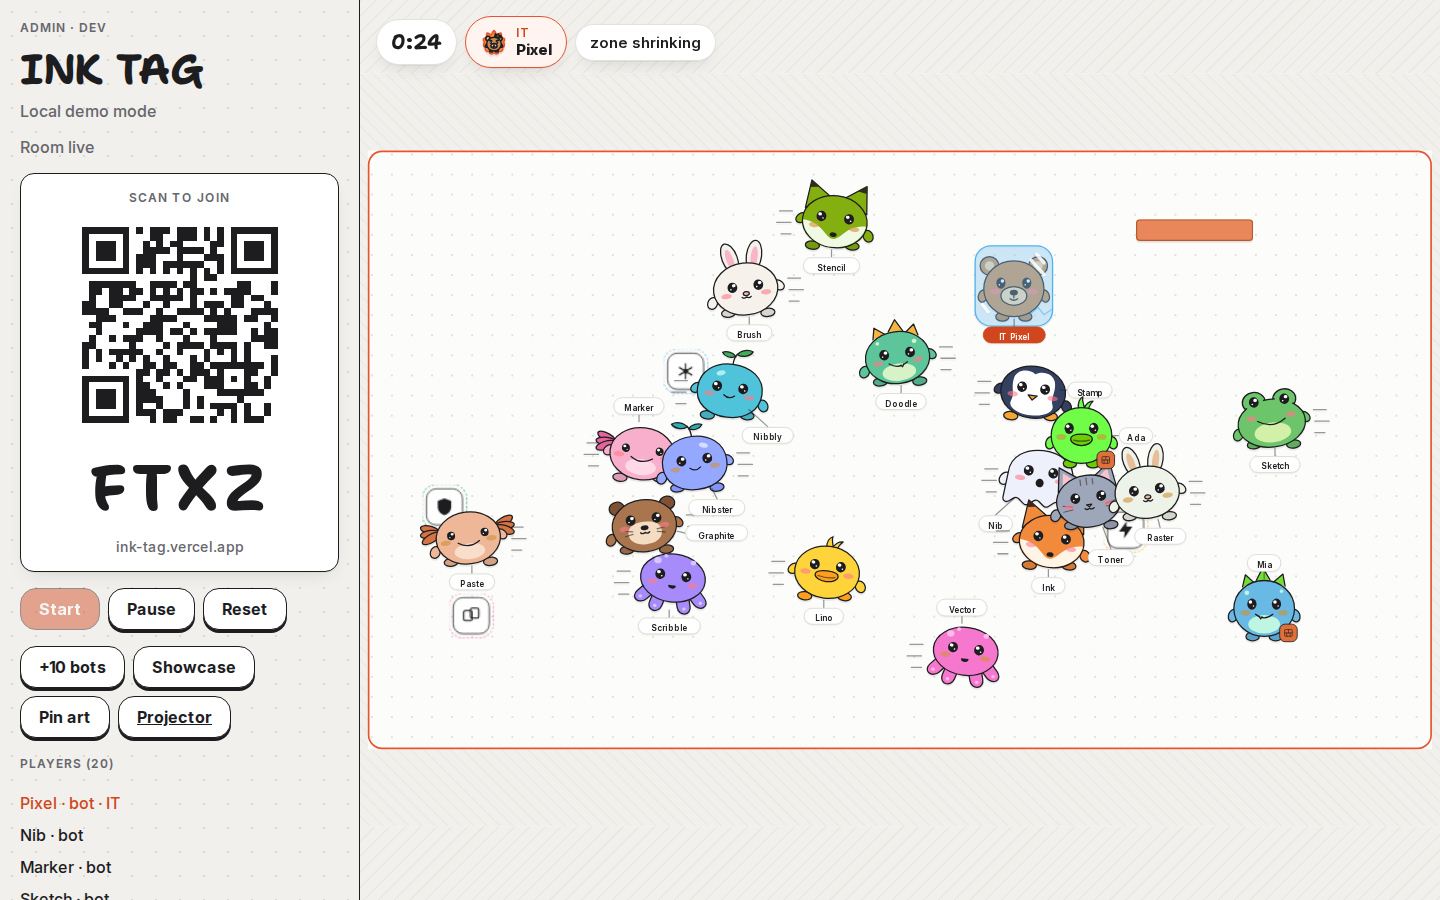 ADMIN · DEV
INK TAG
Local demo mode
Room live
SCAN TO JOIN
FTXZ
ink-tag.vercel.app
Start
Pause
Reset
+10 bots
Showcase
Pin art
Projector
PLAYERS (20)
Pixel · bot · IT
Nib · bot
Marker · bot
Sketch · bot
0:24
IT
Pixel
zone shrinking
Stencil
Brush
IT Pixel
Doodle
Stamp
Marker
Nibbly
Ada
Sketch
Nibster
Graphite
Nib
Raster
Toner
Paste
Ink
Mia
Vector
Lino
Scribble